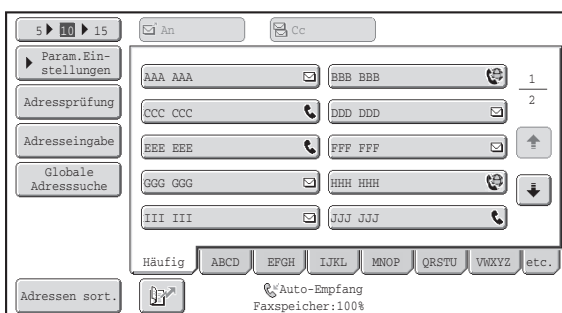 5 10 15
An Cc
Param.Ein-
stellungen
Adressprüfung
Adresseingabe
Globale
Adresssuche
AAA AAA BBB BBB
CCC CCC DDD DDD
EEE EEE FFF FFF
GGG GGG HHH HHH
III III JJJ JJJ
1
2
Häufig ABCD EFGH IJKL MNOP QRSTU VWXYZ etc.
Adressen sort.
Auto-Empfang
Faxspeicher:100%